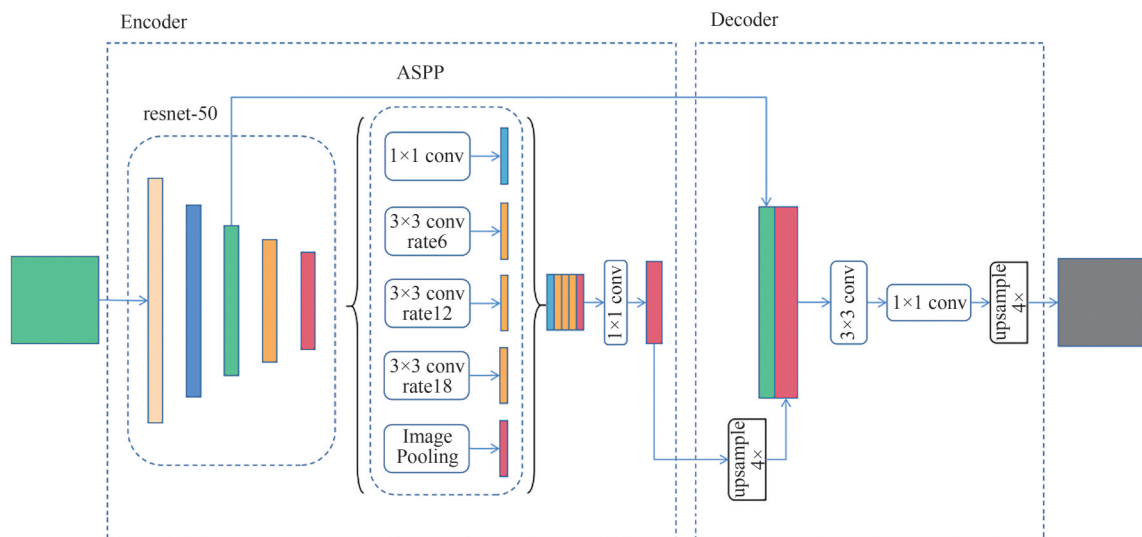 Encoder
Decoder
ASPP
resnet-50
1×1 conv
3×3 conv
rate6
3×3 conv
rate12
3×3 conv
rate18
Image
Pooling
1×1 conv
upsample
4×
3×3 conv
1×1 conv
upsample
4×